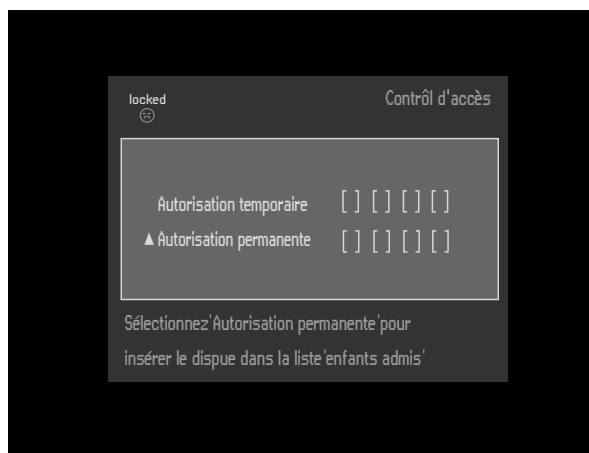 locked
Contrôl d'accès
Autorisation temporaire [ ] [ ] [ ] [ ]
▲ Autorisation permanente [ ] [ ] [ ] [ ]
Sélectionnez'Autorisation permanente'pour
insérer le dispue dans la liste'enfants admis'